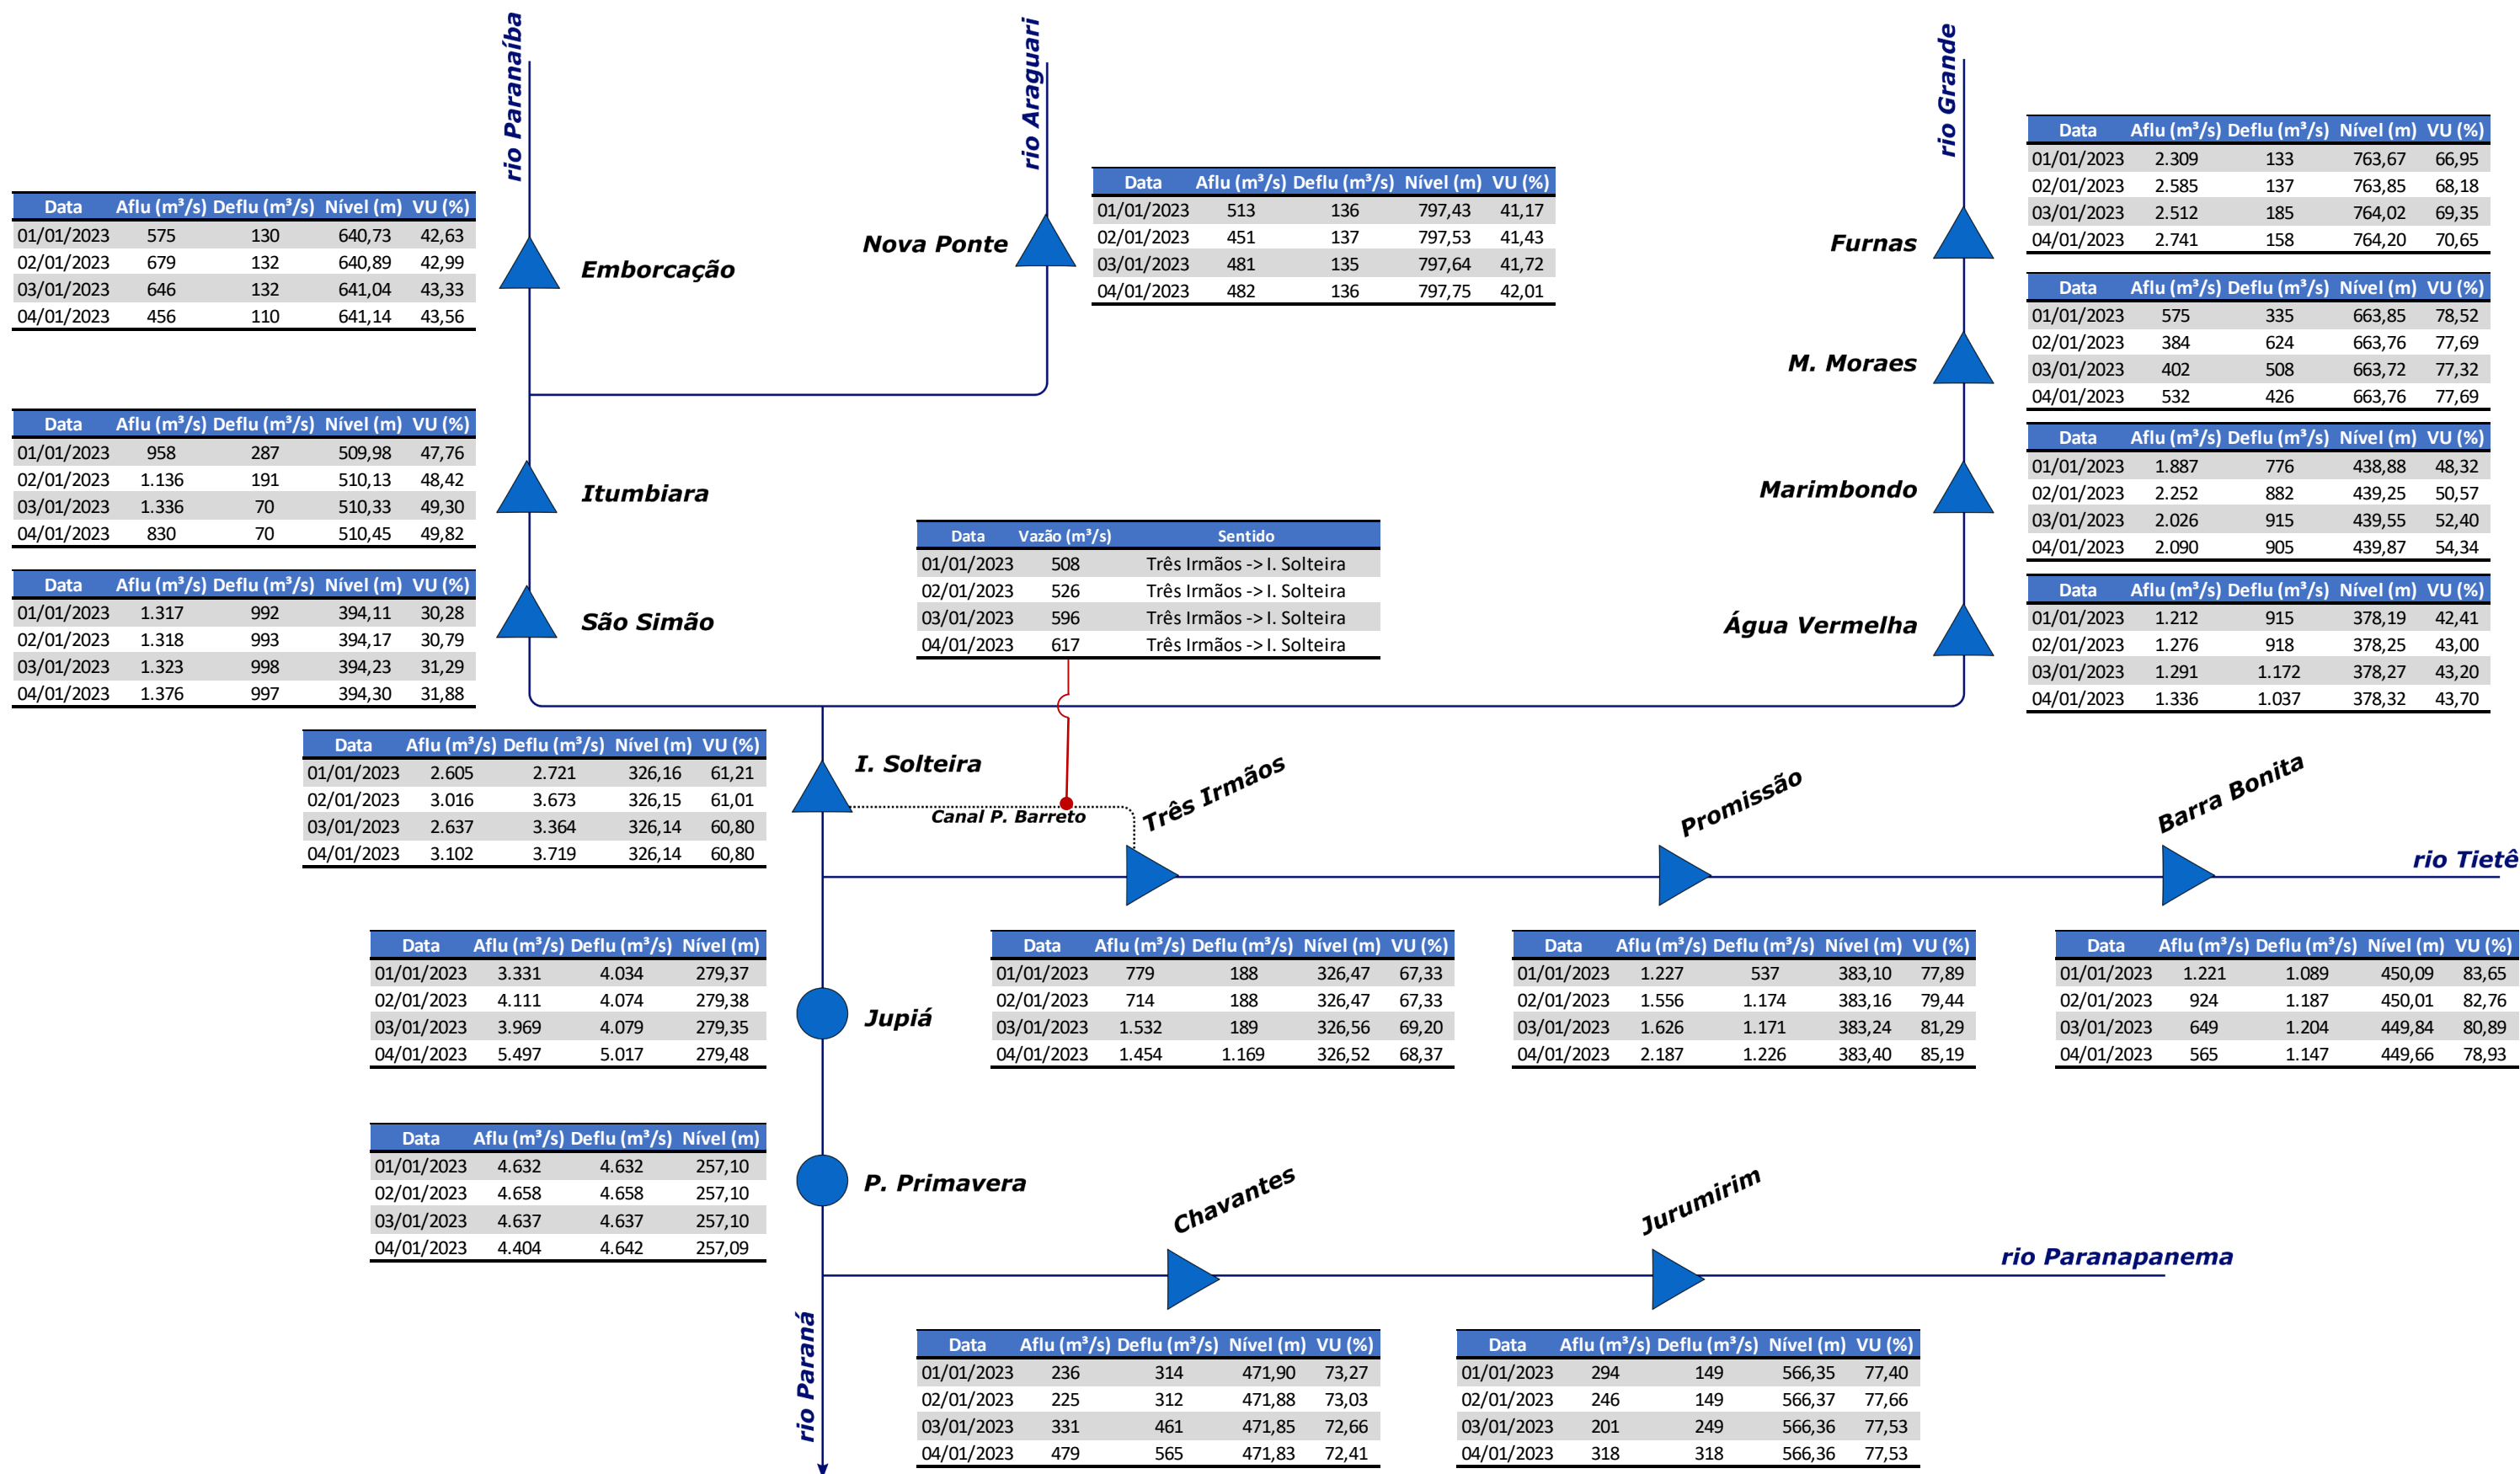 rio Paranaíba
rio Araguari
rio Grande
Data Aflu (m³/s) Deflu (m³/s) Nível (m) VU (%)
01/01/2023 2.309 133 763,67 66,95
02/01/2023 2.585 137 763,85 68,18
03/01/2023 2.512 185 764,02 69,35
04/01/2023 2.741 158 764,20 70,65
Furnas
Data Aflu (m³/s) Deflu (m³/s) Nível (m) VU (%)
01/01/2023 513 136 797,43 41,17
02/01/2023 451 137 797,53 41,43
03/01/2023 481 135 797,64 41,72
04/01/2023 482 136 797,75 42,01
Nova Ponte
Data Aflu (m³/s) Deflu (m³/s) Nível (m) VU (%)
01/01/2023 575 130 640,73 42,63
02/01/2023 679 132 640,89 42,99
03/01/2023 646 132 641,04 43,33
04/01/2023 456 110 641,14 43,56
Emborcação
Data Aflu (m³/s) Deflu (m³/s) Nível (m) VU (%)
01/01/2023 575 335 663,85 78,52
02/01/2023 384 624 663,76 77,69
03/01/2023 402 508 663,72 77,32
04/01/2023 532 426 663,76 77,69
M. Moraes
Data Aflu (m³/s) Deflu (m³/s) Nível (m) VU (%)
01/01/2023 958 287 509,98 47,76
02/01/2023 1.136 191 510,13 48,42
03/01/2023 1.336 70 510,33 49,30
04/01/2023 830 70 510,45 49,82
Itumbiara
Data Aflu (m³/s) Deflu (m³/s) Nível (m) VU (%)
01/01/2023 1.887 776 438,88 48,32
02/01/2023 2.252 882 439,25 50,57
03/01/2023 2.026 915 439,55 52,40
04/01/2023 2.090 905 439,87 54,34
Marimbondo
Data Vazão (m³/s) Sentido
01/01/2023 508 Três Irmãos -> I. Solteira
02/01/2023 526 Três Irmãos -> I. Solteira
03/01/2023 596 Três Irmãos -> I. Solteira
04/01/2023 617 Três Irmãos -> I. Solteira
Data Aflu (m³/s) Deflu (m³/s) Nível (m) VU (%)
01/01/2023 1.317 992 394,11 30,28
02/01/2023 1.318 993 394,17 30,79
03/01/2023 1.323 998 394,23 31,29
04/01/2023 1.376 997 394,30 31,88
São Simão
Data Aflu (m³/s) Deflu (m³/s) Nível (m) VU (%)
01/01/2023 1.212 915 378,19 42,41
02/01/2023 1.276 918 378,25 43,00
03/01/2023 1.291 1.172 378,27 43,20
04/01/2023 1.336 1.037 378,32 43,70
Água Vermelha
Data Aflu (m³/s) Deflu (m³/s) Nível (m) VU (%)
01/01/2023 2.605 2.721 326,16 61,21
02/01/2023 3.016 3.673 326,15 61,01
03/01/2023 2.637 3.364 326,14 60,80
04/01/2023 3.102 3.719 326,14 60,80
I. Solteira
Canal P. Barreto
Três Irmãos
Promissão
Barra Bonita
rio Tietê
Data Aflu (m³/s) Deflu (m³/s) Nível (m)
01/01/2023 3.331 4.034 279,37
02/01/2023 4.111 4.074 279,38
03/01/2023 3.969 4.079 279,35
04/01/2023 5.497 5.017 279,48
Jupiá
Data Aflu (m³/s) Deflu (m³/s) Nível (m) VU (%)
01/01/2023 779 188 326,47 67,33
02/01/2023 714 188 326,47 67,33
03/01/2023 1.532 189 326,56 69,20
04/01/2023 1.454 1.169 326,52 68,37
Data Aflu (m³/s) Deflu (m³/s) Nível (m) VU (%)
01/01/2023 1.227 537 383,10 77,89
02/01/2023 1.556 1.174 383,16 79,44
03/01/2023 1.626 1.171 383,24 81,29
04/01/2023 2.187 1.226 383,40 85,19
Data Aflu (m³/s) Deflu (m³/s) Nível (m) VU (%)
01/01/2023 1.221 1.089 450,09 83,65
02/01/2023 924 1.187 450,01 82,76
03/01/2023 649 1.204 449,84 80,89
04/01/2023 565 1.147 449,66 78,93
Data Aflu (m³/s) Deflu (m³/s) Nível (m)
01/01/2023 4.632 4.632 257,10
02/01/2023 4.658 4.658 257,10
03/01/2023 4.637 4.637 257,10
04/01/2023 4.404 4.642 257,09
P. Primavera
Chavantes
Jurumirim
rio Paranapanema
rio Paraná
Data Aflu (m³/s) Deflu (m³/s) Nível (m) VU (%)
01/01/2023 236 314 471,90 73,27
02/01/2023 225 312 471,88 73,03
03/01/2023 331 461 471,85 72,66
04/01/2023 479 565 471,83 72,41
Data Aflu (m³/s) Deflu (m³/s) Nível (m) VU (%)
01/01/2023 294 149 566,35 77,40
02/01/2023 246 149 566,37 77,66
03/01/2023 201 249 566,36 77,53
04/01/2023 318 318 566,36 77,53